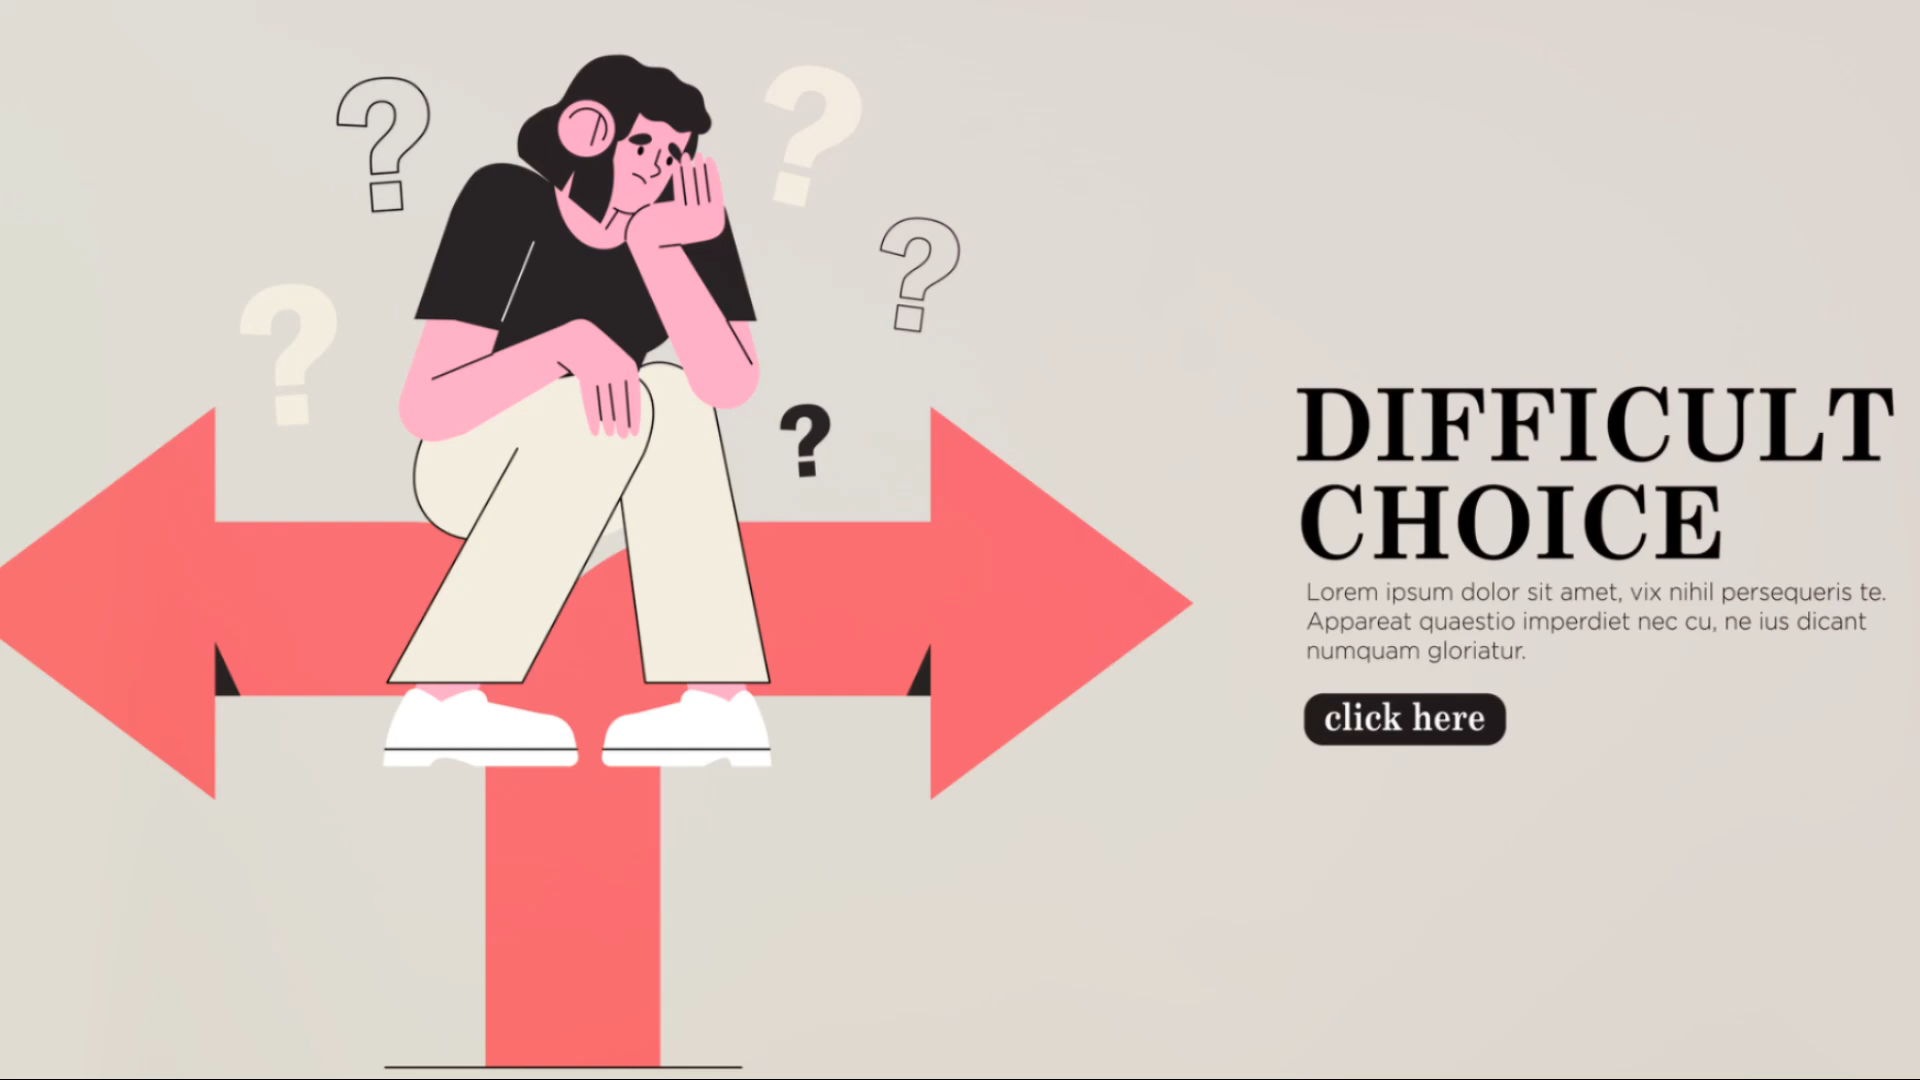 ?
?
?
?
?
DIFFICULT
CHOICE
Lorem ipsum dolor sit amet, vix nihil persequeris te.
Appareat quaestio imperdiet nec cu, ne ius dicant
numquam gloriatur.
click here